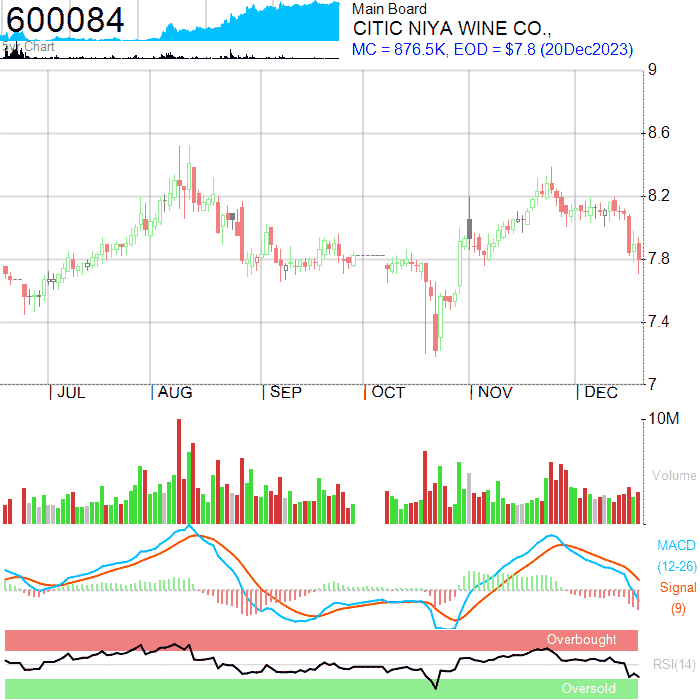 600084
5yr Chart
Main Board
CITIC NIYA WINE CO.,
MC = 876.5K, EOD = $7.8 (20Dec2023)
9
8.6
8.2
7.8
7.4
7
JUL AUG SEP OCT NOV DEC
10M
Volume
MACD
(12-26)
Signal
(9)
Overbought
RSI(14)
Oversold